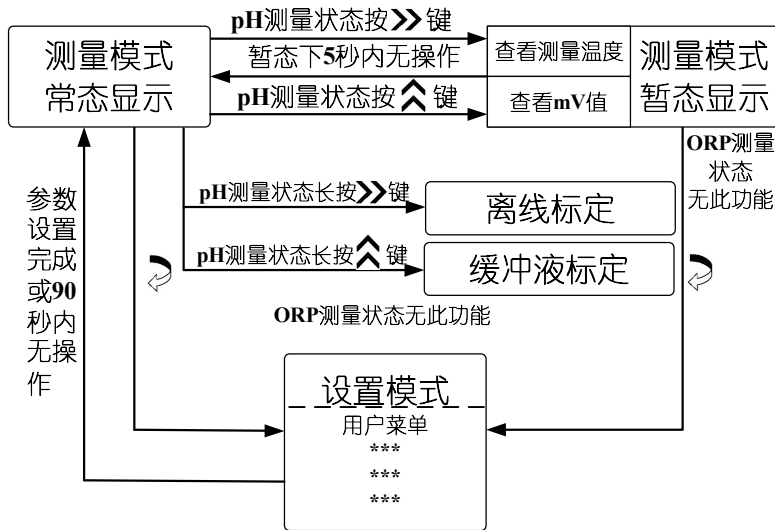 pH测量状态按键
测量模式
常态显示
暂态下5秒内无操作
pH测量状态按 键
查看测量温度
查看mV值
测量模式
暂态显示
ORP测量
状态
无此功能
参数
设置
完成
或90
秒内
无操
作
pH测量状态长按键
离线标定
pH测量状态长按 键
缓冲液标定
ORP测量状态无此功能
设置模式
用户菜单
***
***
***